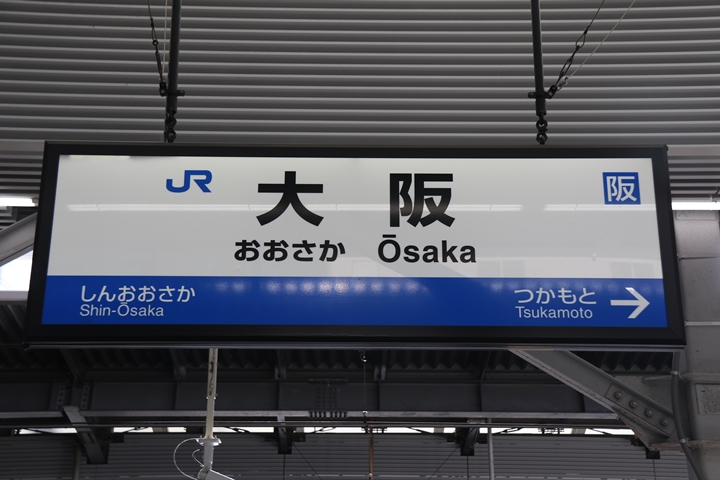 JR 大阪 阪
おおさか Ōsaka
しんおおさか つかもと →
Shin-Ōsaka Tsukamoto